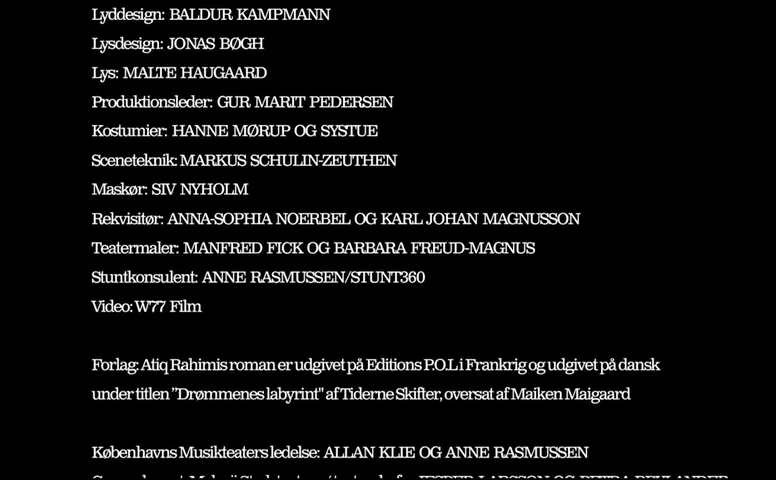 Lyddesign: BALDUR KAMPMANN
Lysdesign: JONAS BØGH
Lys: MALTE HAUGAARD
Produktionsleder: GUR MARIT PEDERSEN
Kostumier: HANNE MØRUP OG SYSTUE
Sceneteknik: MARKUS SCHULIN-ZEUTHEN
Maskør: SIV NYHOLM
Rekvisitør: ANNA-SOPHIA NOERBEL OG KARL JOHAN MAGNUSSON
Teatermaler: MANFRED FICK OG BARBARA FREUD-MAGNUS
Stuntkonsulent: ANNE RASMUSSEN/STUNT360
Video: W77 Film
Forlag: Atiq Rahimis roman er udgivet på Editions P.O.L i Frankrig og udgivet på dansk
under titlen ”Drømmenes labyrint" af Tiderne Skifter, oversat af Maiken Maigaard
Københavns Musikteaters ledelse: ALLAN KLIE OG ANNE RASMUSSEN